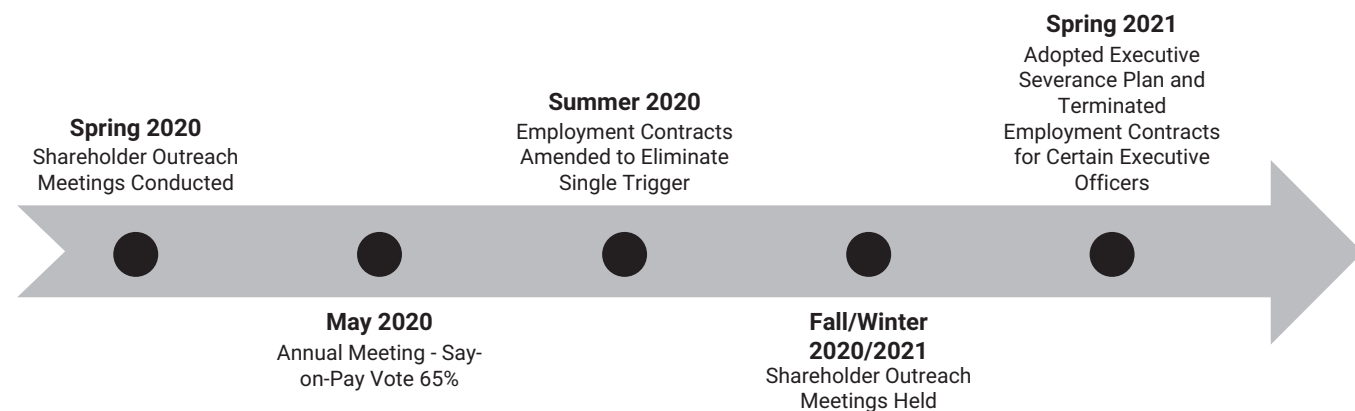 Spring 2020
Shareholder Outreach
Meetings Conducted
May 2020
Annual Meeting - Say-
on-Pay Vote 65%
Summer 2020
Employment Contracts
Amended to Eliminate
Single Trigger
Fall/Winter
2020/2021
Shareholder Outreach
Meetings Held
Spring 2021
Adopted Executive
Severance Plan and
Terminated
Employment Contracts
for Certain Executive
Officers